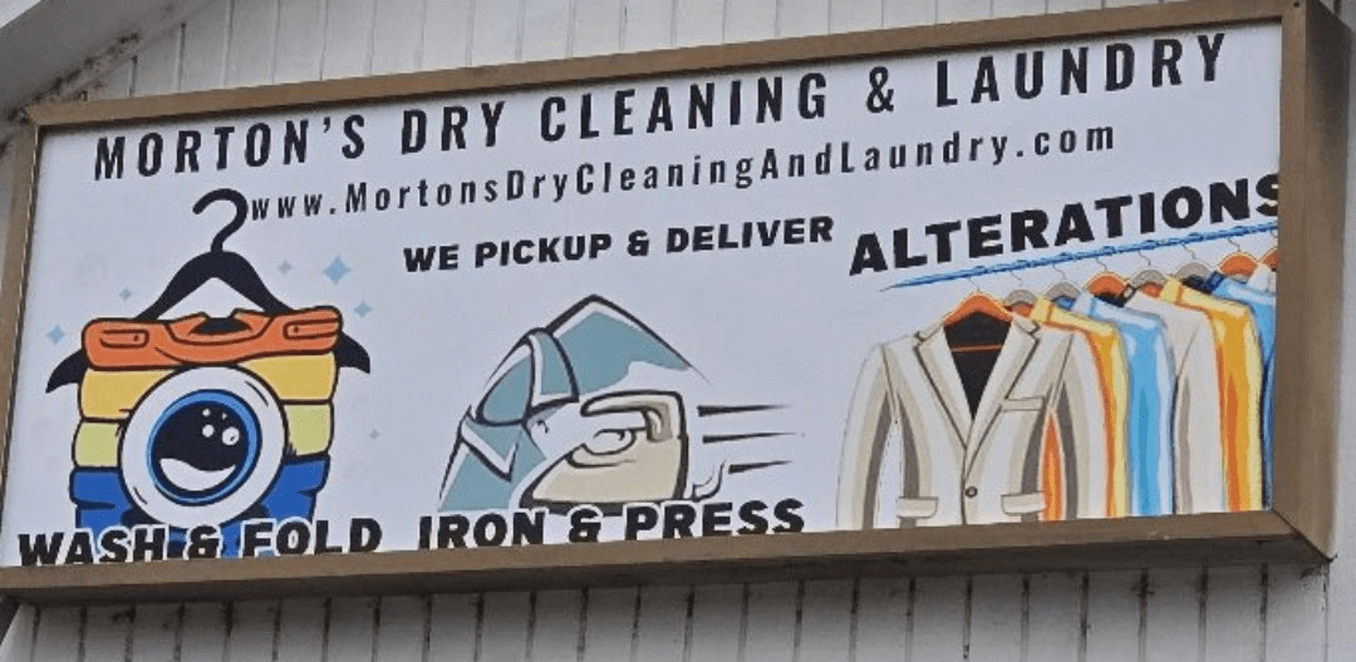 MORTON'S DRY CLEANING & LAUNDRY
www.MortonsDryCleaningAndLaundry.com
WE PICKUP & DELIVER
ALTERATIONS
WASH & FOLD
IRON & PRESS